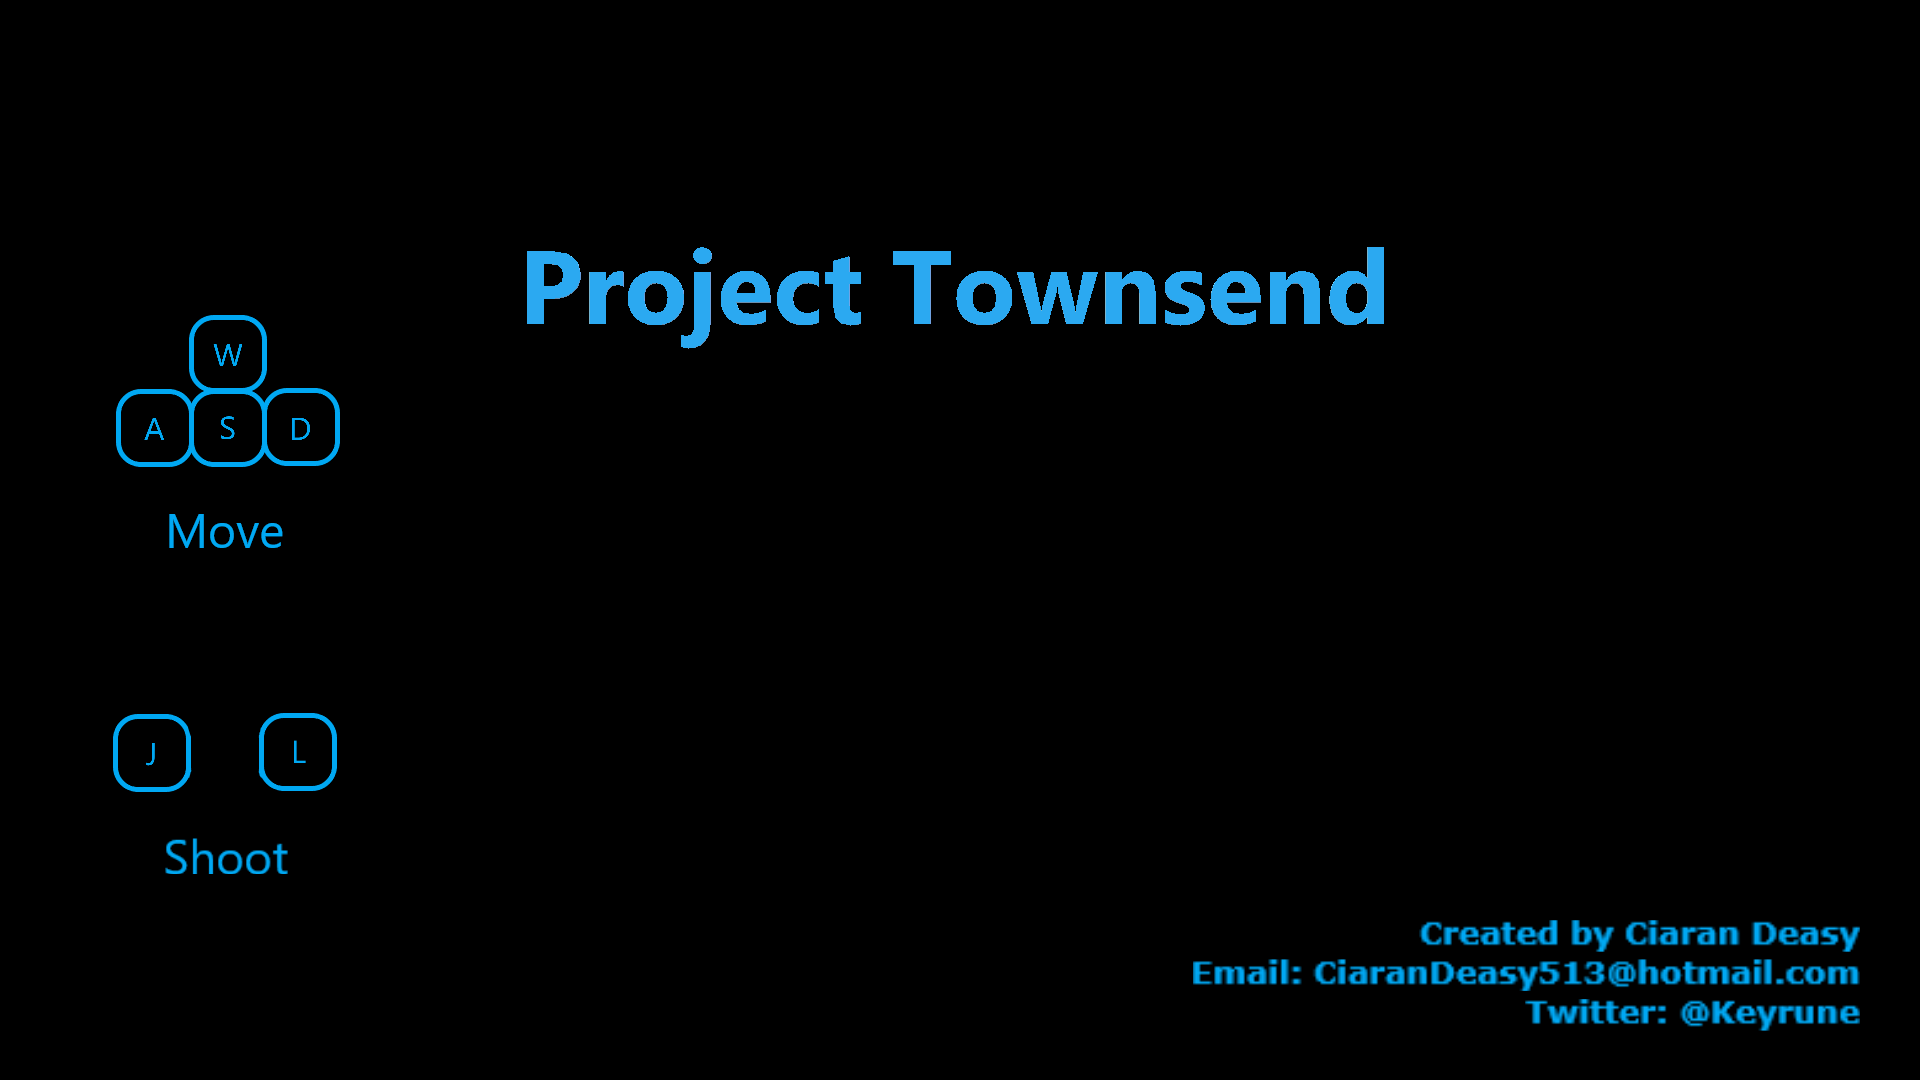 Project Townsend
W
A S D
Move
J L
Shoot
Created by Ciaran Deasy
Email: CiaranDeasy513@hotmail.com
Twitter: @Keyrune